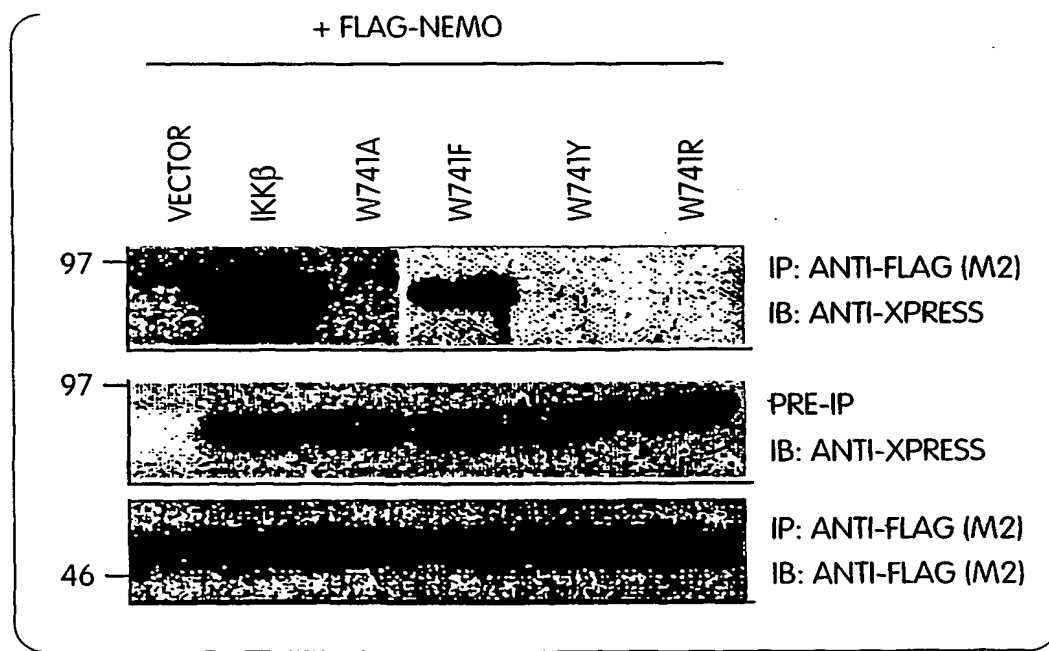 + FLAG-NEMO
VECTOR
IKKβ
W741A
W741F
W741Y
W741R
97
IP: ANTI-FLAG (M2)
IB: ANTI-XPRESS
97
PRE-IP
IB: ANTI-XPRESS
46
IP: ANTI-FLAG (M2)
IB: ANTI-FLAG (M2)